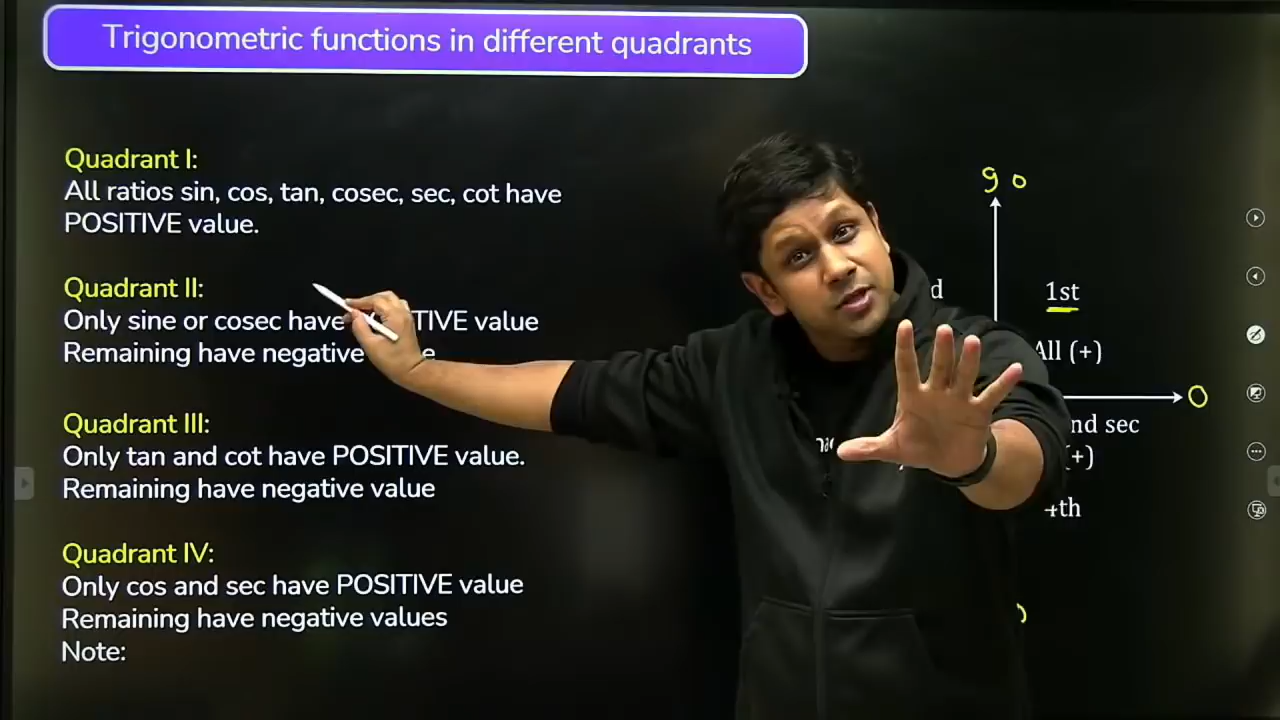 Trigonometric functions in different quadrants
Quadrant I:
All ratios sin, cos, tan, cosec, sec, cot have
POSITIVE value.
Quadrant II:
Only sine or cosec have value
Remaining have negative
Quadrant III:
Only tan and cot have POSITIVE value.
Remaining have negative value
Quadrant IV:
Only cos and sec have POSITIVE value
Remaining have negative values
Note:
90
1st
All (+)
0
sec
(+)